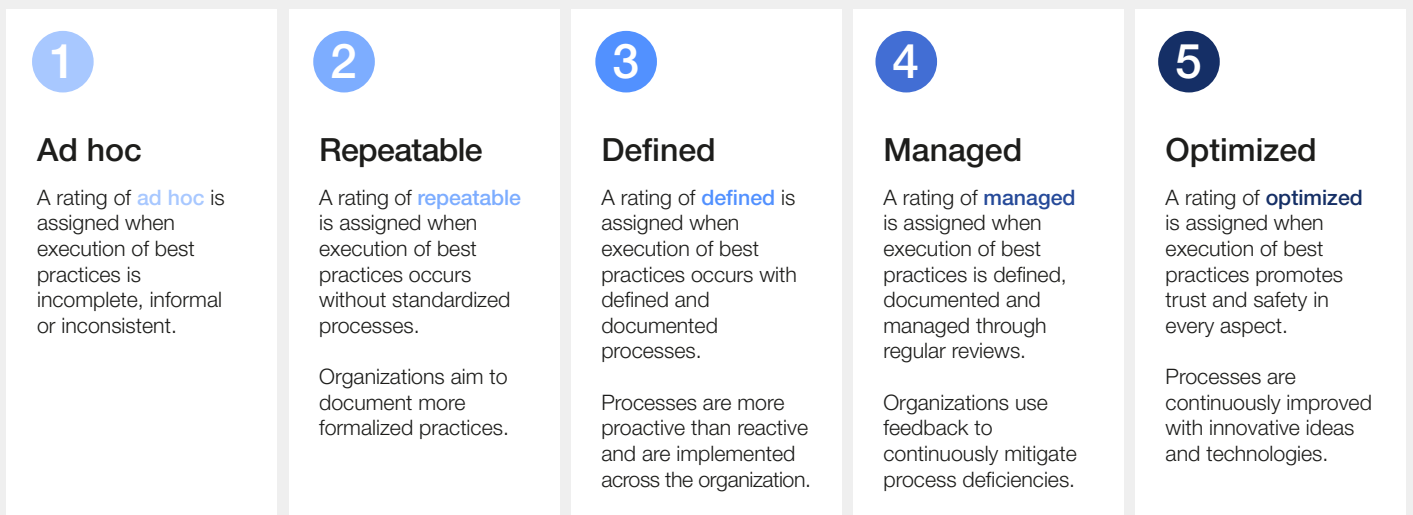 1
Ad hoc
A rating of ad hoc is
assigned when
execution of best
practices is
incomplete, informal
or inconsistent.
2
Repeatable
A rating of repeatable
is assigned when
execution of best
practices occurs
without standardized
processes.
Organizations aim to
document more
formalized practices.
3
Defined
A rating of defined is
assigned when
execution of best
practices occurs with
defined and
documented
processes.
Processes are more
proactive than reactive
and are implemented
across the organization.
4
Managed
A rating of managed
is assigned when
execution of best
practices is defined,
documented and
managed through
regular reviews.
Organizations use
feedback to
continuously mitigate
process deficiencies.
5
Optimized
A rating of optimized
is assigned when
execution of best
practices promotes
trust and safety in
every aspect.
Processes are
continuously improved
with innovative ideas
and technologies.